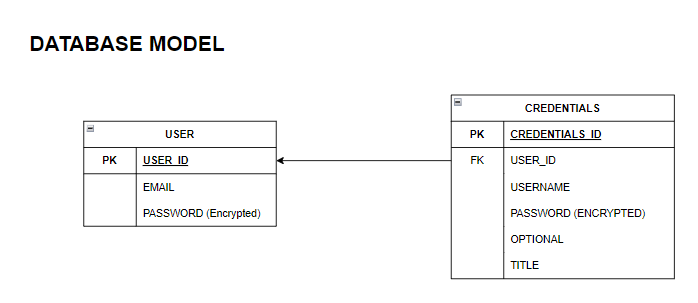 DATABASE MODEL
USER
PK USER_ID
EMAIL
PASSWORD (Encrypted)
CREDENTIALS
PK CREDENTIALS_ID
FK USER_ID
USERNAME
PASSWORD (ENCRYPTED)
OPTIONAL
TITLE